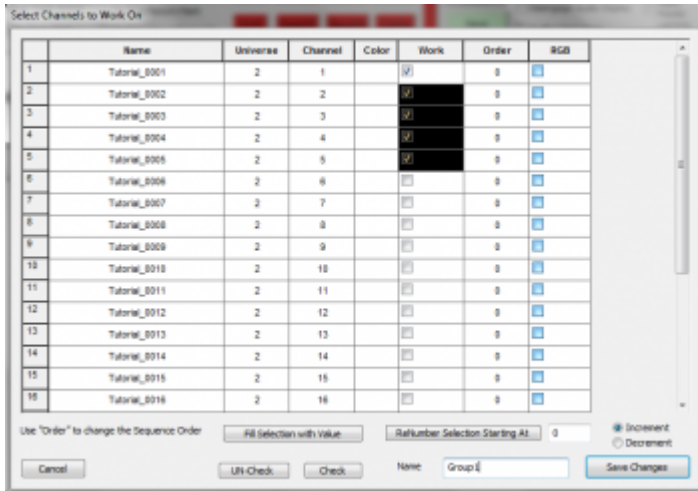 Select Channels to Work On
Name Universe Channel Color Work Order RGB
1 Tutorial_0001 2 1 0
2 Tutorial_0002 2 2 0
3 Tutorial_0003 2 3 0
4 Tutorial_0004 2 4 0
5 Tutorial_0005 2 5 0
6 Tutorial_0006 2 6 0
7 Tutorial_0007 2 7 0
8 Tutorial_0008 2 8 0
9 Tutorial_0009 2 9 0
10 Tutorial_0010 2 10 0
11 Tutorial_0011 2 11 0
12 Tutorial_0012 2 12 0
13 Tutorial_0013 2 13 0
14 Tutorial_0014 2 14 0
15 Tutorial_0015 2 15 0
16 Tutorial_0016 2 16 0
Use "Order" to change the Sequence Order Fill Selection with Value ReNumber Selection Starting At 0 Increment
Decrement
Cancel UN-Check Check Name Group1 Save Changes